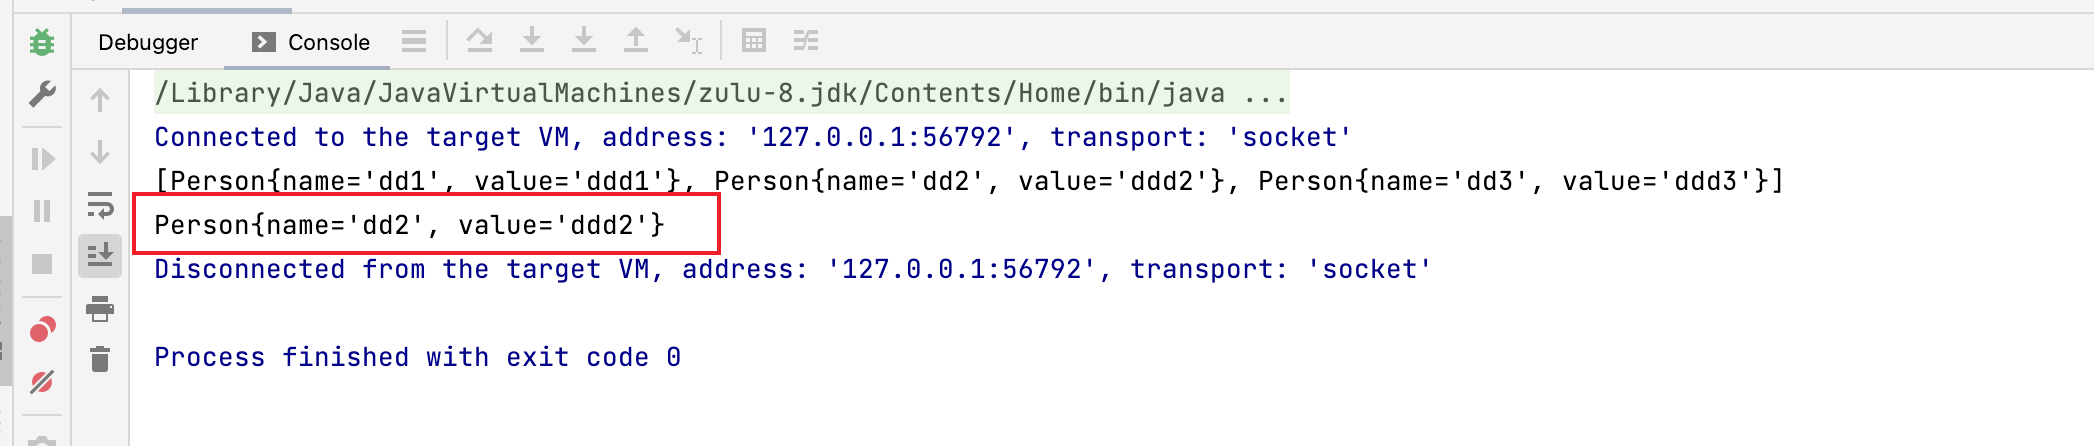 Debugger Console
/Library/Java/JavaVirtualMachines/zulu-8.jdk/Contents/Home/bin/java ...
Connected to the target VM, address: '127.0.0.1:56792', transport: 'socket'
[Person{name='dd1', value='ddd1'}, Person{name='dd2', value='ddd2'}, Person{name='dd3', value='ddd3'}]
Person{name='dd2', value='ddd2'}
Disconnected from the target VM, address: '127.0.0.1:56792', transport: 'socket'
Process finished with exit code 0